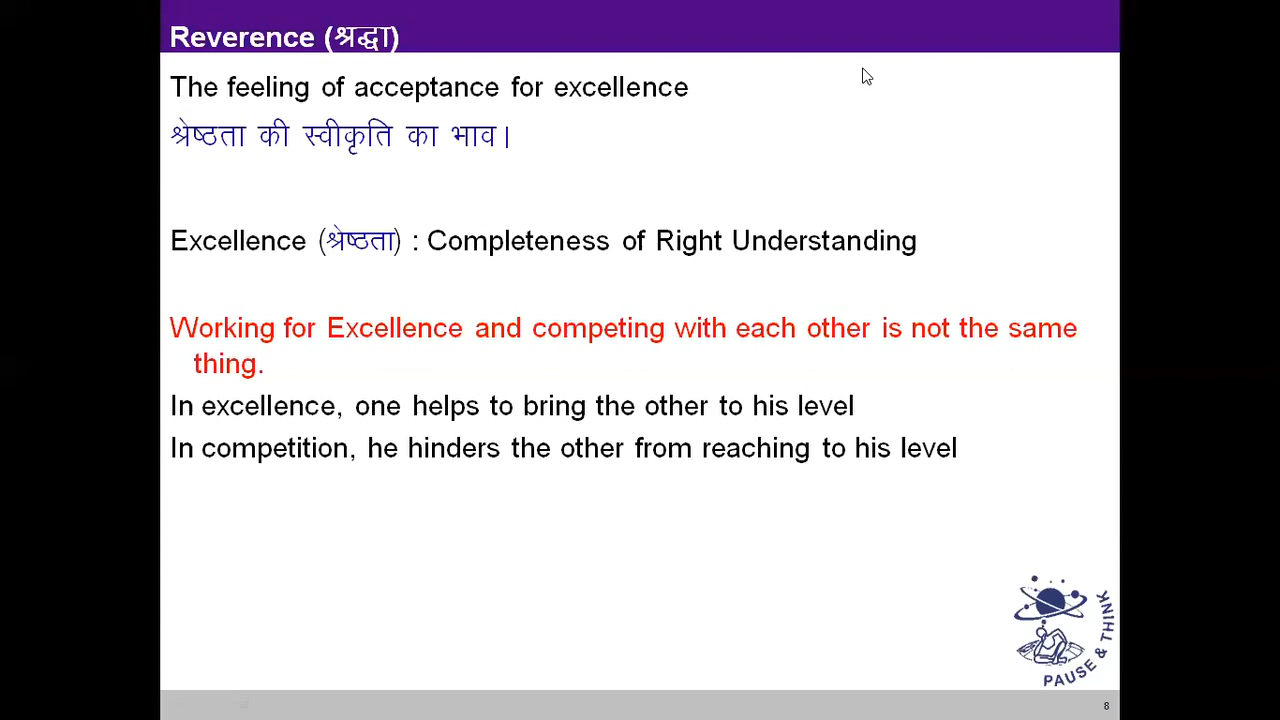 Reverence (श्रद्धा)
The feeling of acceptance for excellence
श्रेष्ठता की स्वीकृति का भाव।
Excellence (श्रेष्ठता) : Completeness of Right Understanding
Working for Excellence and competing with each other is not the same
thing.
In excellence, one helps to bring the other to his level
In competition, he hinders the other from reaching to his level
PAUSE & THINK
8